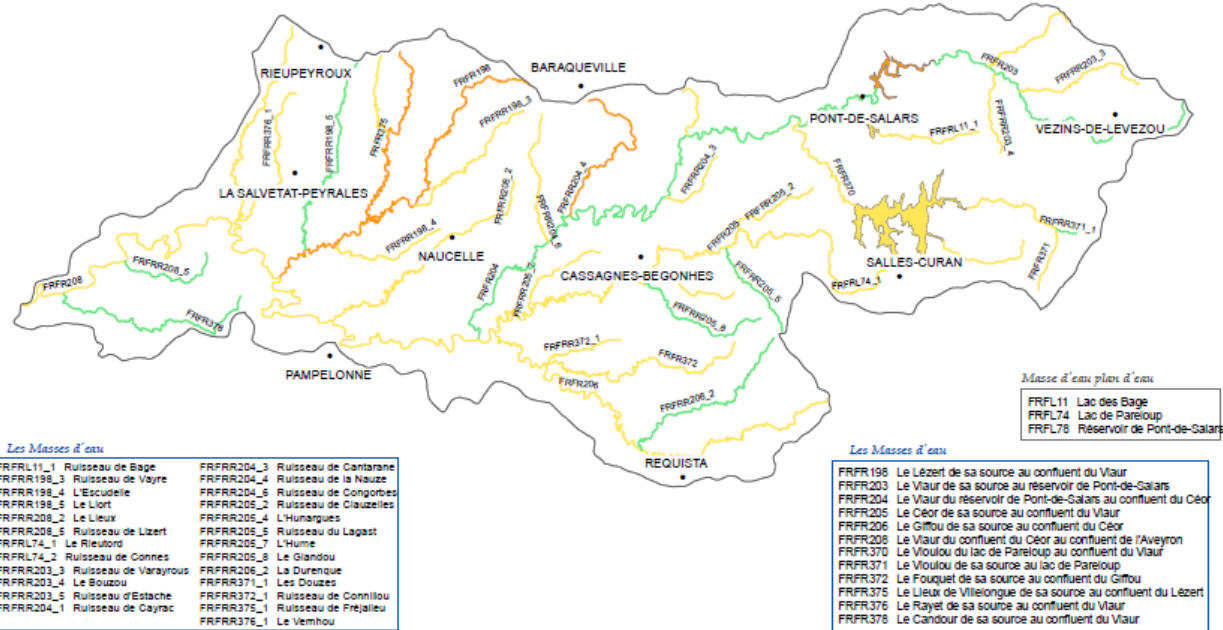 RIEUPEYROUX
BARAQUEVILLE
PONT-DE-SALARS
VEZINS-DE-LEVEZOU
LA SALVETAT-PEYRALES
NAUCELLE
CASSAGNES-BEGONHES
SALLES-CURAN
PAMPELONNE
REQUISTA
FRFR198
FRFRR198_3
FRFR203
FRFRR203_3
FRFRR203_4
FRFRL11_1
FRFRR376_1
FRFRR198_5
FRFR375
FRFRR204_4
FRFRR204_3
FRFR370
FRFRR208_2
FRFRR205_2
FRFRR198_4
FRFRR204_6
FRFR205
FRFRR371_1
FRFR371
FRFRR208_5
FRFR208
FRFR204
FRFRR205_7
FRFRR205_5
FRFRL74_1
FRFR378
FRFRR205_8
FRFRR372_1
FRFR372
FRFR206
FRFRR206_2
Masse d'eau plan d'eau
FRFL11 Lac des Bage
FRFL74 Lac de Pareloup
FRFL78 Réservoir de Pont-de-Salars
Les Masses d'eau
FRFRL11_1 Ruisseau de Bage
FRFRR198_3 Ruisseau de Vayre
FRFRR198_4 L'Escudelle
FRFRR198_5 Le Liort
FRFRR208_2 Le Lieux
FRFRR208_5 Ruisseau de Lizert
FRFRL74_1 Le Rieutord
FRFRL74_2 Ruisseau de Connes
FRFRR203_3 Ruisseau de Varayrous
FRFRR203_4 Le Bouzou
FRFRR203_5 Ruisseau d'Estache
FRFRR204_1 Ruisseau de Cayrac
FRFRR204_3 Ruisseau de Cantarane
FRFRR204_4 Ruisseau de la Nauze
FRFRR204_6 Ruisseau de Congorbes
FRFRR205_2 Ruisseau de Clauzelles
FRFRR205_4 L'Hunargues
FRFRR205_5 Ruisseau du Lagast
FRFRR205_7 L'Hume
FRFRR205_8 Le Glandou
FRFRR206_2 La Durenque
FRFRR371_1 Les Douzes
FRFRR372_1 Ruisseau de Connillou
FRFRR375_1 Ruisseau de Fréjalieu
FRFRR376_1 Le Vernhou
Les Masses d'eau
FRFR198 Le Lézert de sa source au confluent du Viaur
FRFR203 Le Viaur de sa source au réservoir de Pont-de-Salars
FRFR204 Le Viaur du réservoir de Pont-de-Salars au confluent du Céor
FRFR205 Le Céor de sa source au confluent du Viaur
FRFR206 Le Giffou de sa source au confluent du Céor
FRFR208 Le Viaur du confluent du Céor au confluent de l'Aveyron
FRFR370 Le Vioulou du lac de Pareloup au confluent du Viaur
FRFR371 Le Vioulou de sa source au lac de Pareloup
FRFR372 Le Fouquet de sa source au confluent du Giffou
FRFR375 Le Lieux de Villelongue de sa source au confluent du Lézert
FRFR376 Le Rayet de sa source au confluent du Viaur
FRFR378 Le Candour de sa source au confluent du Viaur